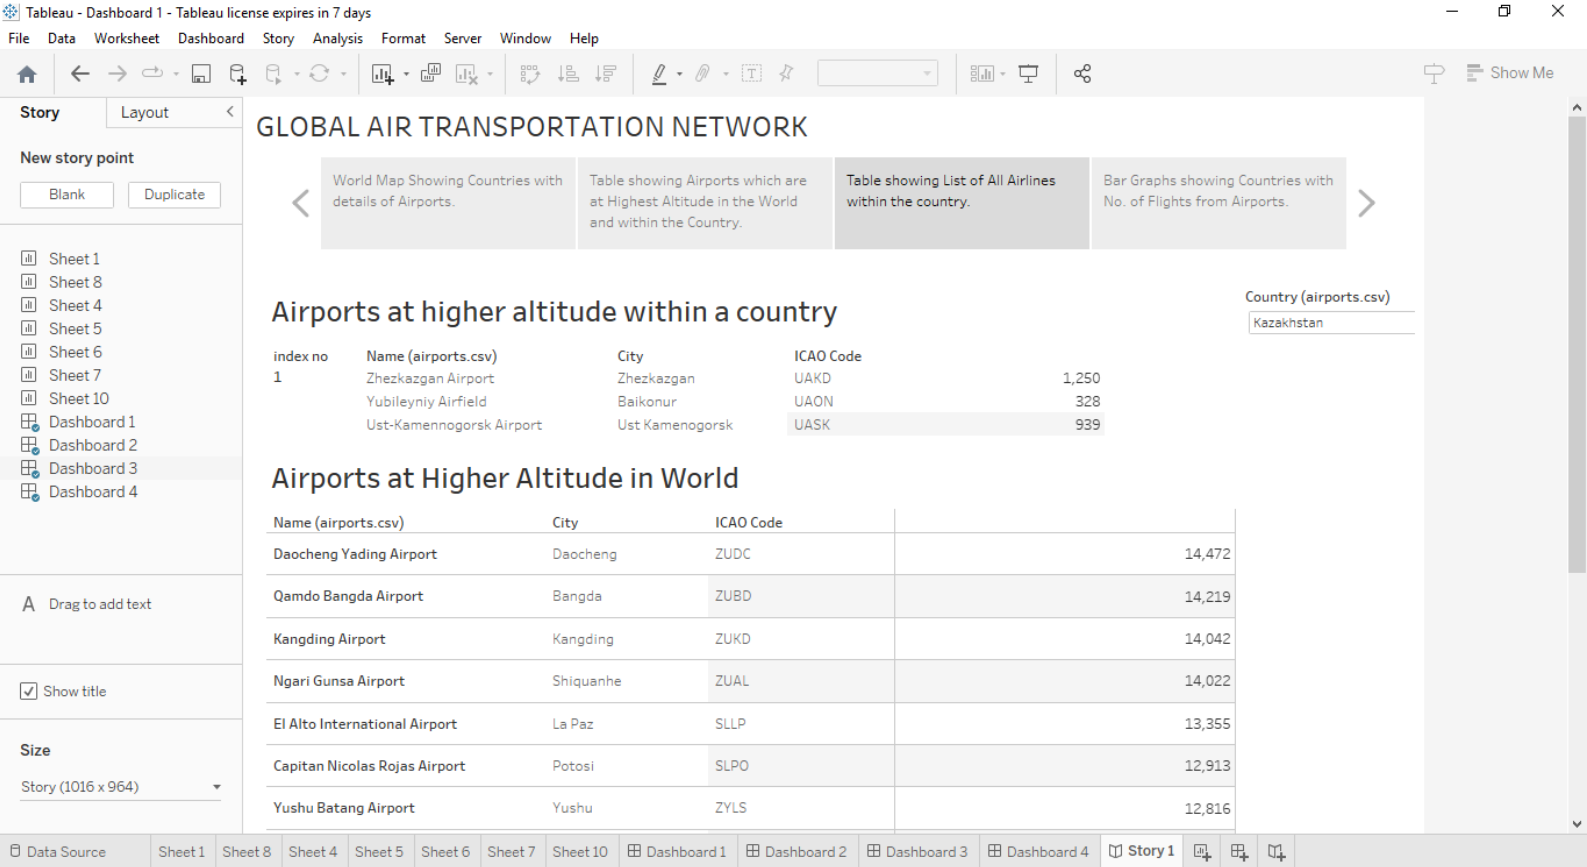 Tableau - Dashboard 1 - Tableau license expires in 7 days
File Data Worksheet Dashboard Story Analysis Format Server Window Help
Show Me
Story Layout
New story point
Blank Duplicate
Sheet 1
Sheet 8
Sheet 4
Sheet 5
Sheet 6
Sheet 7
Sheet 10
Dashboard 1
Dashboard 2
Dashboard 3
Dashboard 4
A Drag to add text
Show title
Size
Story (1016 x 964)
GLOBAL AIR TRANSPORTATION NETWORK
World Map Showing Countries with
details of Airports.
Table showing Airports which are
at Highest Altitude in the World
and within the Country.
Table showing List of All Airlines
within the country.
Bar Graphs showing Countries with
No. of Flights from Airports.
Airports at higher altitude within a country
Country (airports.csv)
Kazakhstan
index no Name (airports.csv) City ICAO Code
1 Zhezkazgan Airport Zhezkazgan UAKD 1,250
Yubileyniy Airfield Baikonur UAON 328
Ust-Kamennogorsk Airport Ust Kamenogorsk UASK 939
Airports at Higher Altitude in World
Name (airports.csv) City ICAO Code
Daocheng Yading Airport Daocheng ZUDC 14,472
Qamdo Bangda Airport Bangda ZUBD 14,219
Kangding Airport Kangding ZUKD 14,042
Ngari Gunsa Airport Shiquanhe ZUAL 14,022
El Alto International Airport La Paz SLLP 13,355
Capitan Nicolas Rojas Airport Potosi SLPO 12,913
Yushu Batang Airport Yushu ZYLS 12,816
Data Source Sheet 1 Sheet 8 Sheet 4 Sheet 5 Sheet 6 Sheet 7 Sheet 10 Dashboard 1 Dashboard 2 Dashboard 3 Dashboard 4 Story 1